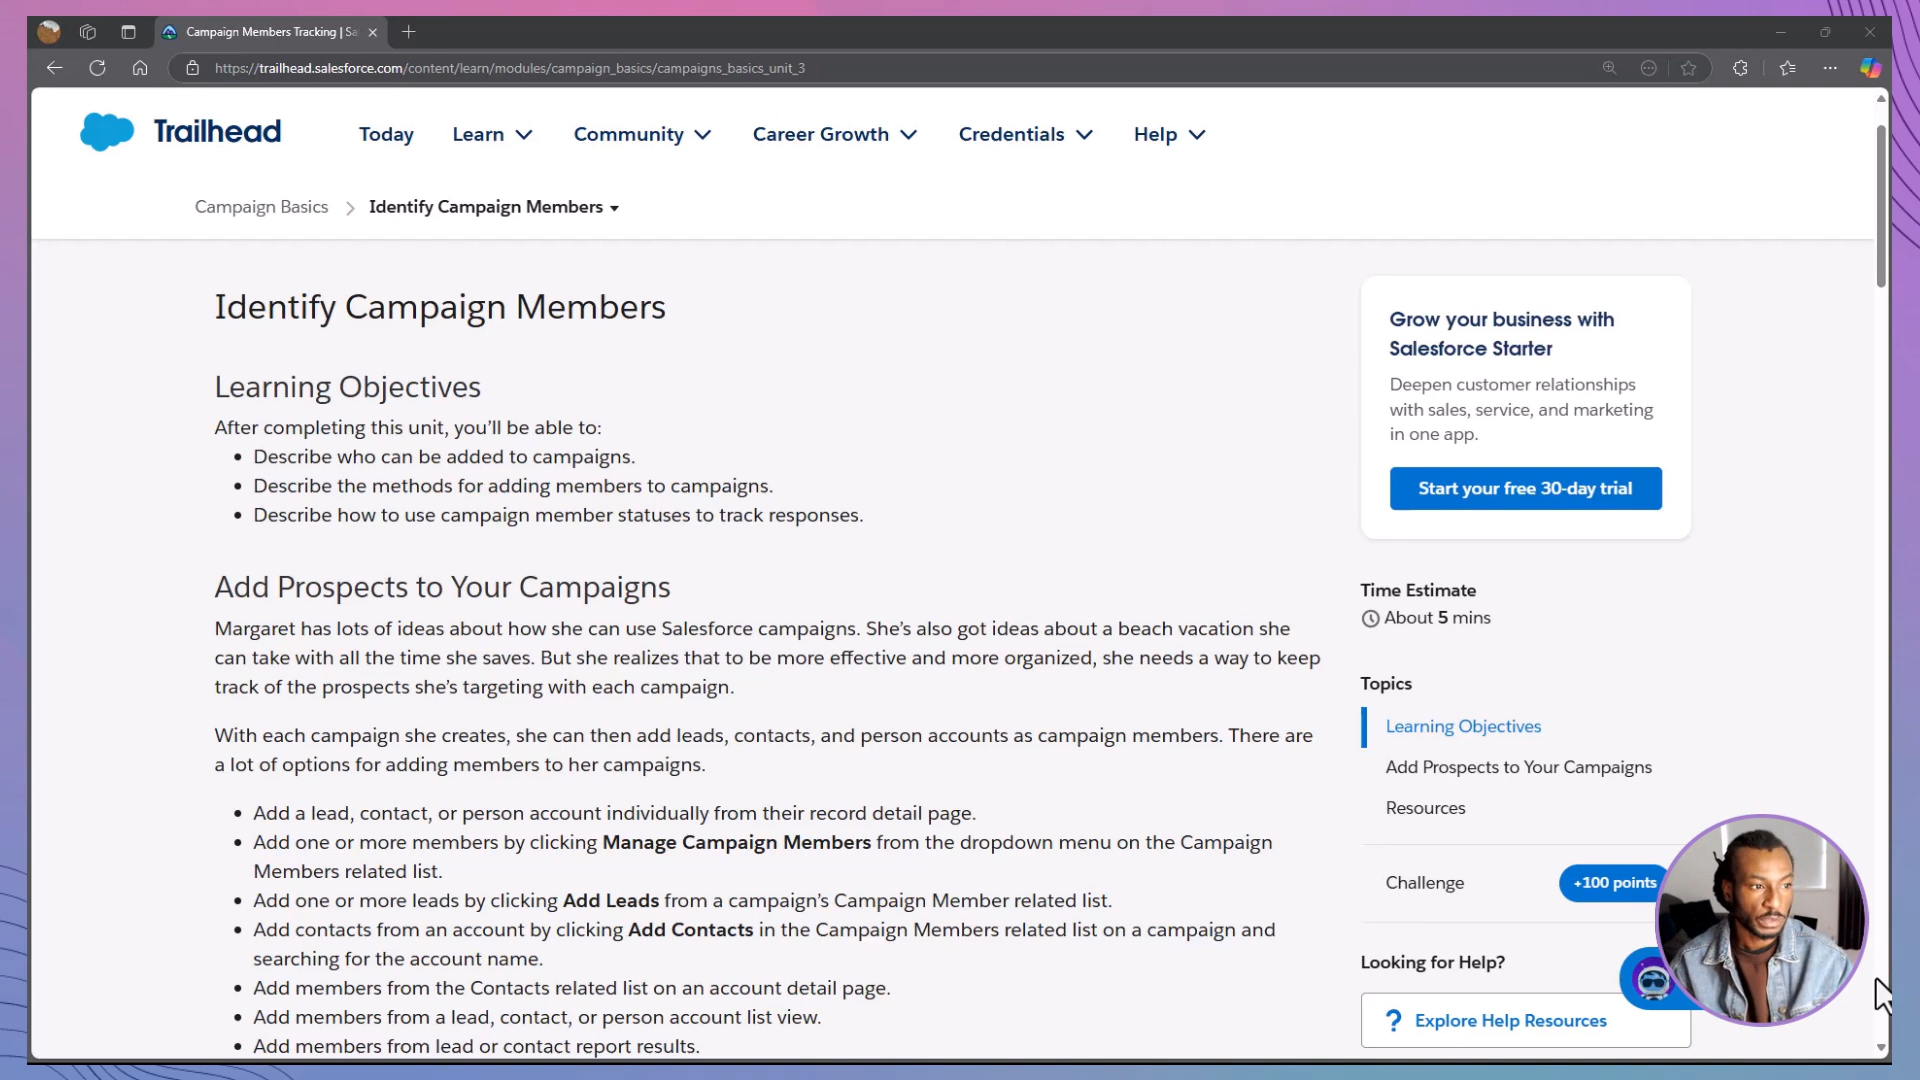 Campaign Members Tracking | Sa
https://trailhead.salesforce.com/content/learn/modules/campaign_basics/campaigns_basics_unit_3
Trailhead
Today
Learn
Community
Career Growth
Credentials
Help
Campaign Basics
Identify Campaign Members
Identify Campaign Members
Learning Objectives
After completing this unit, you'll be able to:
• Describe who can be added to campaigns.
• Describe the methods for adding members to campaigns.
• Describe how to use campaign member statuses to track responses.
Add Prospects to Your Campaigns
Margaret has lots of ideas about how she can use Salesforce campaigns. She's also got ideas about a beach vacation she
can take with all the time she saves. But she realizes that to be more effective and more organized, she needs a way to keep
track of the prospects she's targeting with each campaign.
With each campaign she creates, she can then add leads, contacts, and person accounts as campaign members. There are
a lot of options for adding members to her campaigns.
• Add a lead, contact, or person account individually from their record detail page.
• Add one or more members by clicking Manage Campaign Members from the dropdown menu on the Campaign
Members related list.
• Add one or more leads by clicking Add Leads from a campaign's Campaign Member related list.
• Add contacts from an account by clicking Add Contacts in the Campaign Members related list on a campaign and
searching for the account name.
• Add members from the Contacts related list on an account detail page.
• Add members from a lead, contact, or person account list view.
• Add members from lead or contact report results.
Grow your business with
Salesforce Starter
Deepen customer relationships
with sales, service, and marketing
in one app.
Start your free 30-day trial
Time Estimate
About 5 mins
Topics
Learning Objectives
Add Prospects to Your Campaigns
Resources
Challenge
+100 points
Looking for Help?
? Explore Help Resources